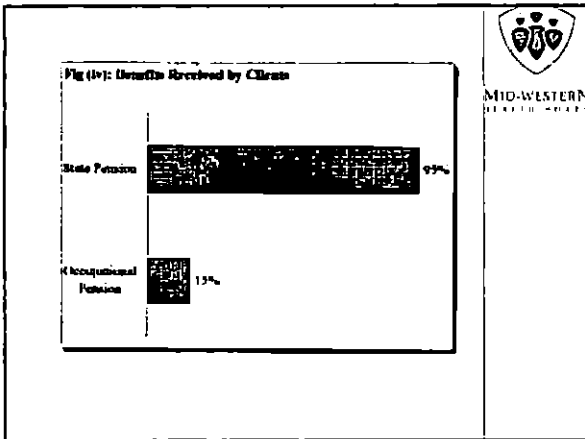 Fig (iv): Benefits Received by Clients
MID-WESTERN
State Pension
95%
Occupational
Pension
15%